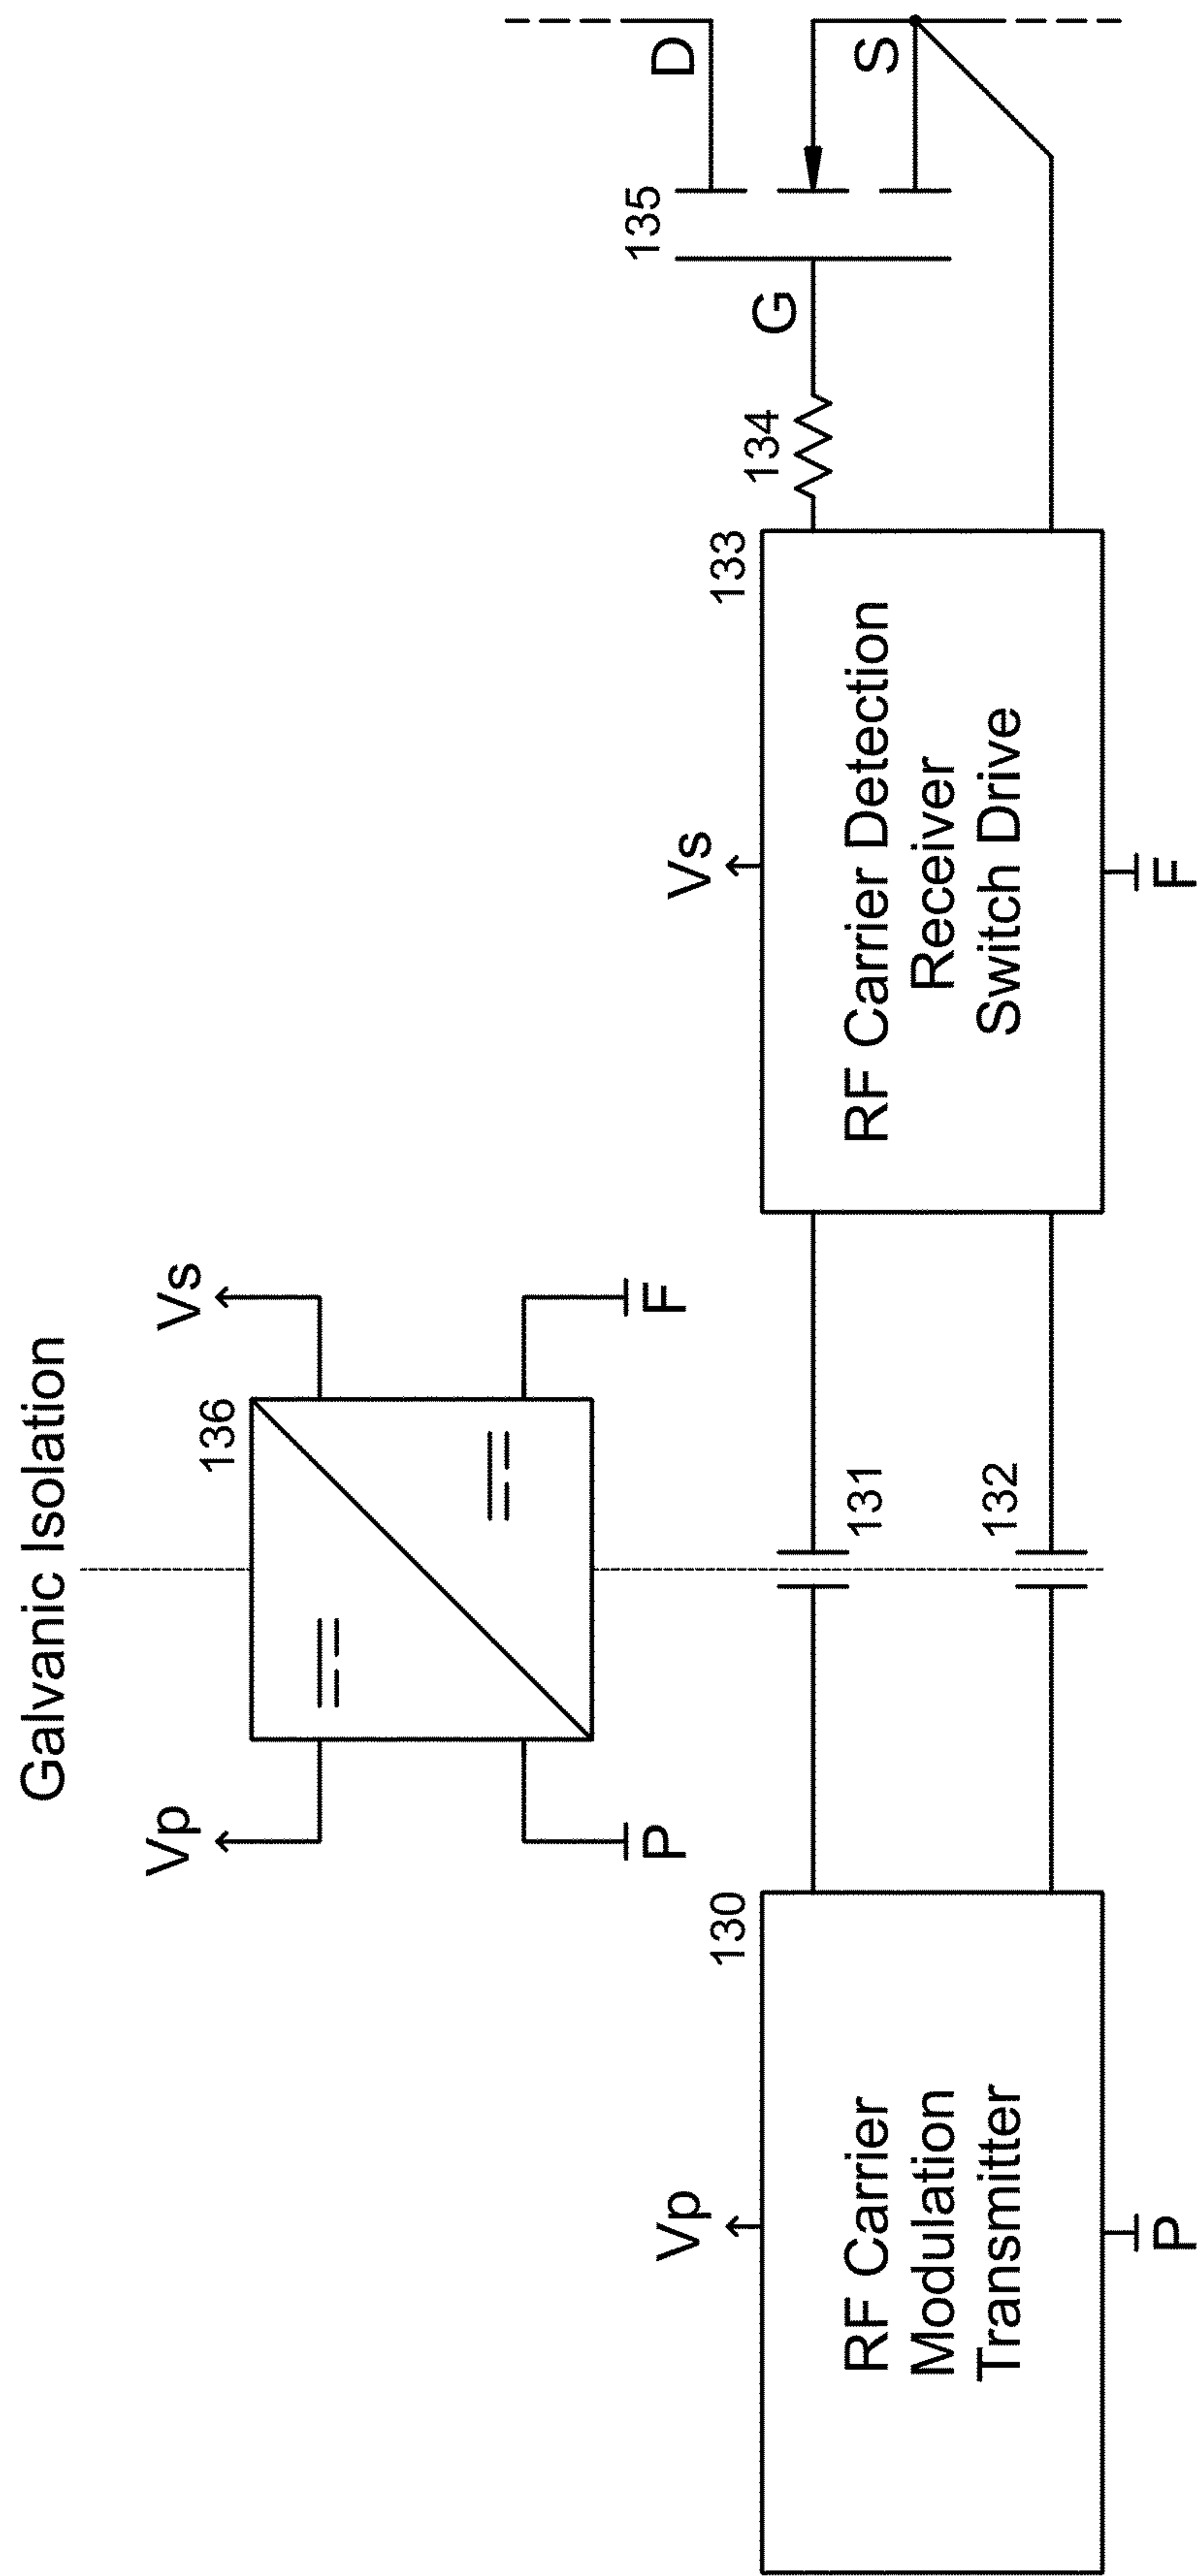 Galvanic Isolation
Vp
136
Vs
P
F
Vp
130
RF Carrier
Modulation
Transmitter
P
131
132
Vs
133
RF Carrier Detection
Receiver
Switch Drive
F
134
G
135
D
S